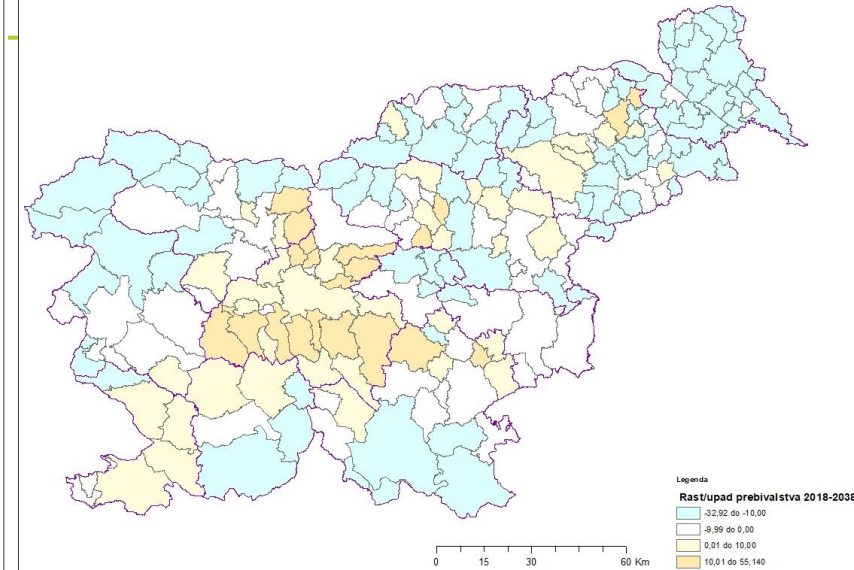 Legenda
Rast/upad prebivalstva 2018-2038
-32,92 do -10,00
-9,99 do 0,00
0,01 do 10,00
10,01 do 55,140
0 15 30 60 Km